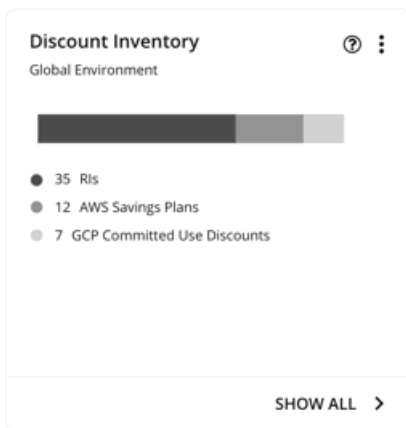 Discount Inventory
Global Environment
35 RIs
12 AWS Savings Plans
7 GCP Committed Use Discounts
SHOW ALL